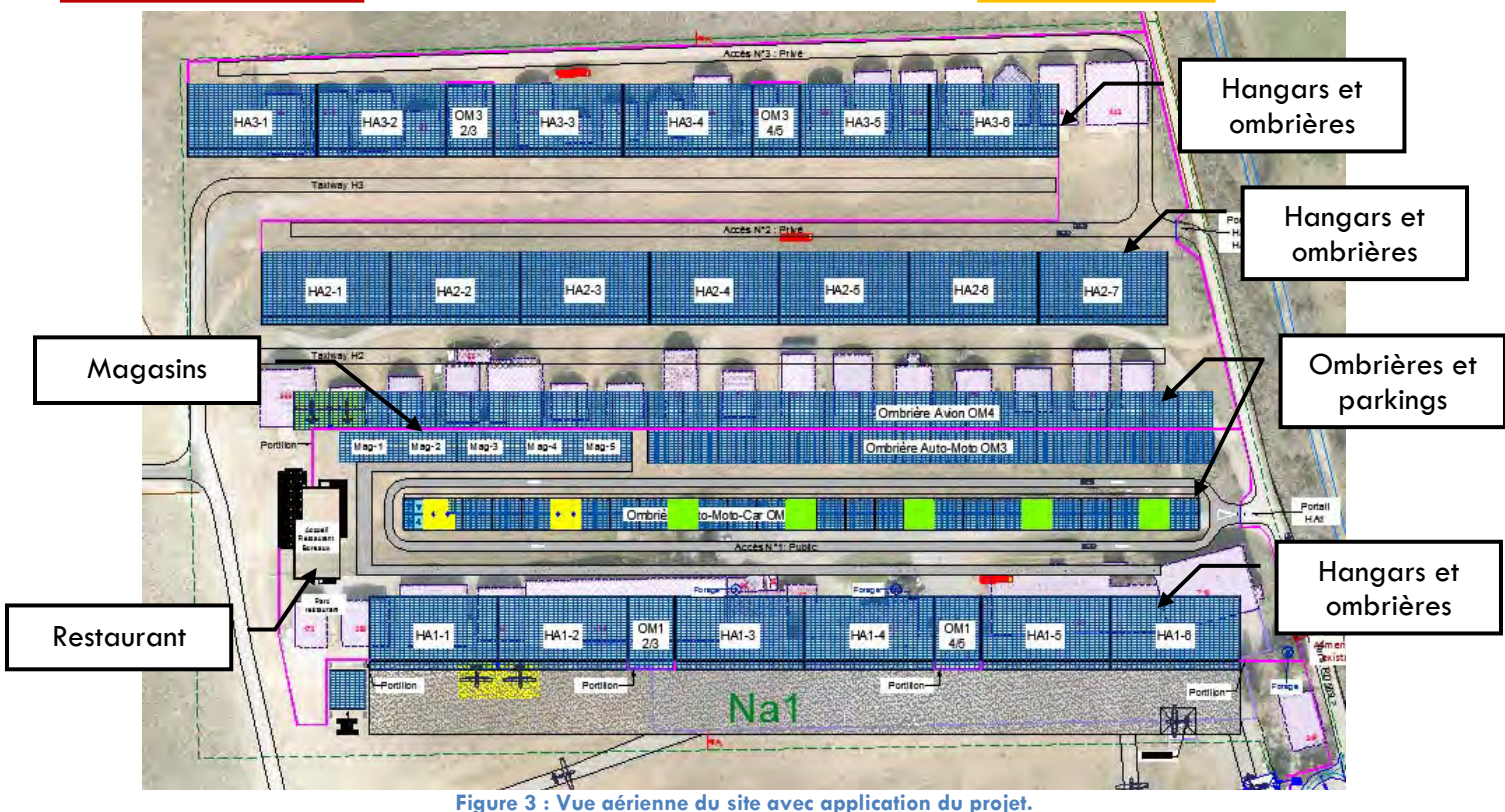 Accès N°3 : Privé
Hangars et
ombrières
HA3-1
HA3-2
OM3
2/3
HA3-3
HA3-4
OM3
4/5
HA3-5
HA3-6
Taxiway H3
Accès N°2 : Privé
Hangars et
ombrières
HA2-1
HA2-2
HA2-3
HA2-4
HA2-5
HA2-6
HA2-7
Taxiway H2
Magasins
Ombrières et
parkings
Ombrière Avion OM4
Portillon
Mag-1
Mag-2
Mag-3
Mag-4
Mag-5
Ombrière Auto-Moto OM3
Accueil
Restaurant
Bureaux
Portail
HA1
Accès N°1: Public
Hangars et
ombrières
Restaurant
Parc
restaurant
Forage
Forage
HA1-1
HA1-2
OM1
2/3
HA1-3
HA1-4
OM1
4/5
HA1-5
HA1-6
Portillon
Portillon
Portillon
Portillon
Forage
Na1
Figure 3 : Vue aérienne du site avec application du projet.